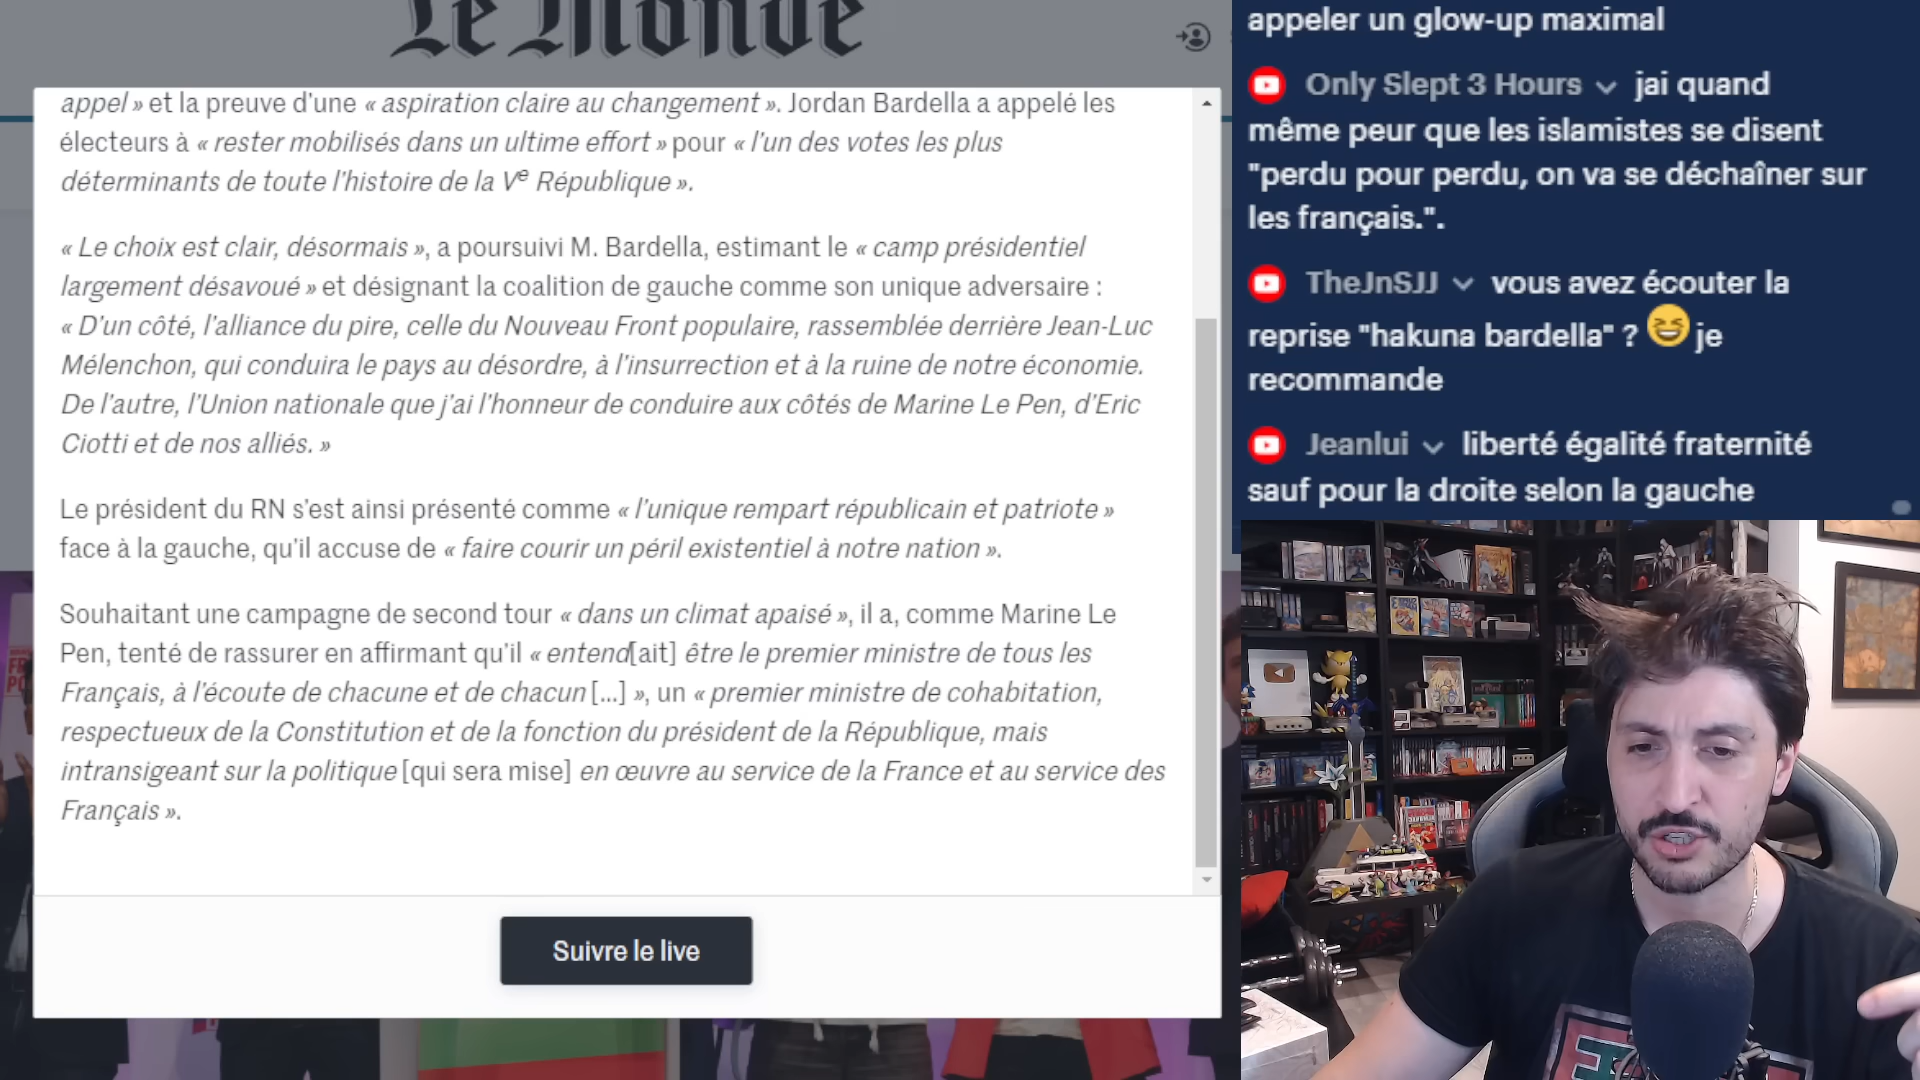 Le Monde
appel » et la preuve d'une « aspiration claire au changement ». Jordan Bardella a appelé les
électeurs à « rester mobilisés dans un ultime effort » pour « l'un des votes les plus
déterminants de toute l'histoire de la Ve République ».
« Le choix est clair, désormais », a poursuivi M. Bardella, estimant le « camp présidentiel
largement désavoué » et désignant la coalition de gauche comme son unique adversaire :
« D'un côté, l'alliance du pire, celle du Nouveau Front populaire, rassemblée derrière Jean-Luc
Mélenchon, qui conduira le pays au désordre, à l'insurrection et à la ruine de notre économie.
De l'autre, l'Union nationale que j'ai l'honneur de conduire aux côtés de Marine Le Pen, d'Eric
Ciotti et de nos alliés. »
Le président du RN s'est ainsi présenté comme « l'unique rempart républicain et patriote »
face à la gauche, qu'il accuse de « faire courir un péril existentiel à notre nation ».
Souhaitant une campagne de second tour « dans un climat apaisé », il a, comme Marine Le
Pen, tenté de rassurer en affirmant qu'il « entend[ait] être le premier ministre de tous les
Français, à l'écoute de chacune et de chacun [...] », un « premier ministre de cohabitation,
respectueux de la Constitution et de la fonction du président de la République, mais
intransigeant sur la politique [qui sera mise] en œuvre au service de la France et au service des
Français ».
Suivre le live
appeler un glow-up maximal
Only Slept 3 Hours jai quand
même peur que les islamistes se disent
"perdu pour perdu, on va se déchaîner sur
les français.".
TheJnSJJ vous avez écouter la
reprise "hakuna bardella" ? 😆 je
recommande
Jeanlui liberté égalité fraternité
sauf pour la droite selon la gauche